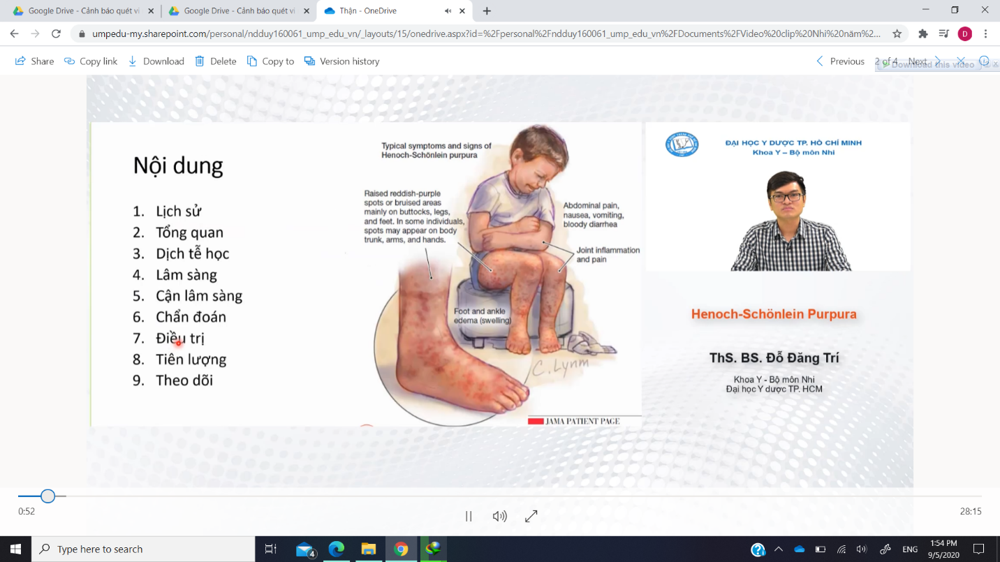 Google Drive - Cảnh báo quét vi
Google Drive - Cảnh báo quét vi
Thận - OneDrive
umpedu-my.sharepoint.com/personal/ndduy160061_ump_edu_vn/_layouts/15/onedrive.aspx?id=%2Fpersonal%2Fndduy160061_ump_edu_vn%2FDocuments%2FVideo%20clip%20Nhi%20năm%2...
D
Share
Copy link
Download
Delete
Copy to
Version history
Previous
2 of 4
Next
Download this video
Nội dung
1. Lịch sử
2. Tổng quan
3. Dịch tễ học
4. Lâm sàng
5. Cận lâm sàng
6. Chẩn đoán
7. Điều trị
8. Tiên lượng
9. Theo dõi
Typical symptoms and signs of
Henoch-Schönlein purpura
Raised reddish-purple
spots or bruised areas
mainly on buttocks, legs,
and feet. In some individuals,
spots may appear on body
trunk, arms, and hands.
Abdominal pain,
nausea, vomiting,
bloody diarrhea
Joint inflammation
and pain
Foot and ankle
edema (swelling)
C. Lynm
JAMA PATIENT PAGE
ĐẠI HỌC Y DƯỢC TP. HỒ CHÍ MINH
Khoa Y – Bộ môn Nhi
Henoch-Schönlein Purpura
ThS. BS. Đỗ Đăng Trí
Khoa Y - Bộ môn Nhi
Đại học Y dược TP. HCM
0:52
28:15
Type here to search
4
ENG
1:54 PM
9/5/2020